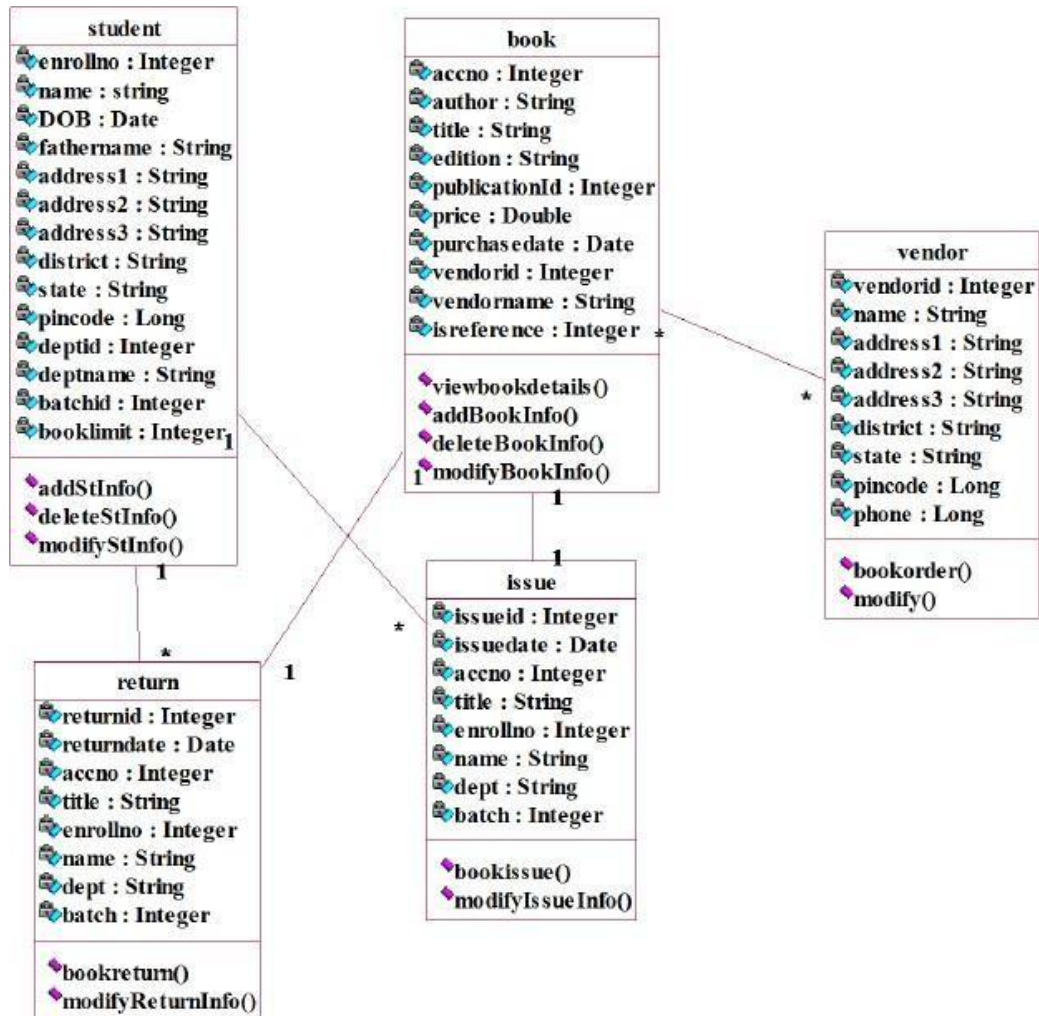 student
enrollno : Integer
name : string
DOB : Date
fathername : String
address1 : String
address2 : String
address3 : String
district : String
state : String
pincode : Long
deptid : Integer
deptname : String
batchid : Integer
booklimit : Integer
1
addStInfo()
deleteStInfo()
modifyStInfo()
1
book
accno : Integer
author : String
title : String
edition : String
publicationId : Integer
price : Double
purchasedate : Date
vendorid : Integer
vendorname : String
isreference : Integer
*
viewbookdetails()
addBookInfo()
deleteBookInfo()
modifyBookInfo()
1
1
vendor
vendorid : Integer
name : String
address1 : String
address2 : String
address3 : String
*
district : String
state : String
pincode : Long
phone : Long
bookorder()
modify()
*
return
1
returnid : Integer
returndate : Date
accno : Integer
title : String
enrollno : Integer
name : String
dept : String
batch : Integer
bookreturn()
modifyReturnInfo()
1
issue
*
issueid : Integer
issuedate : Date
accno : Integer
title : String
enrollno : Integer
name : String
dept : String
batch : Integer
bookissue()
modifyIssueInfo()